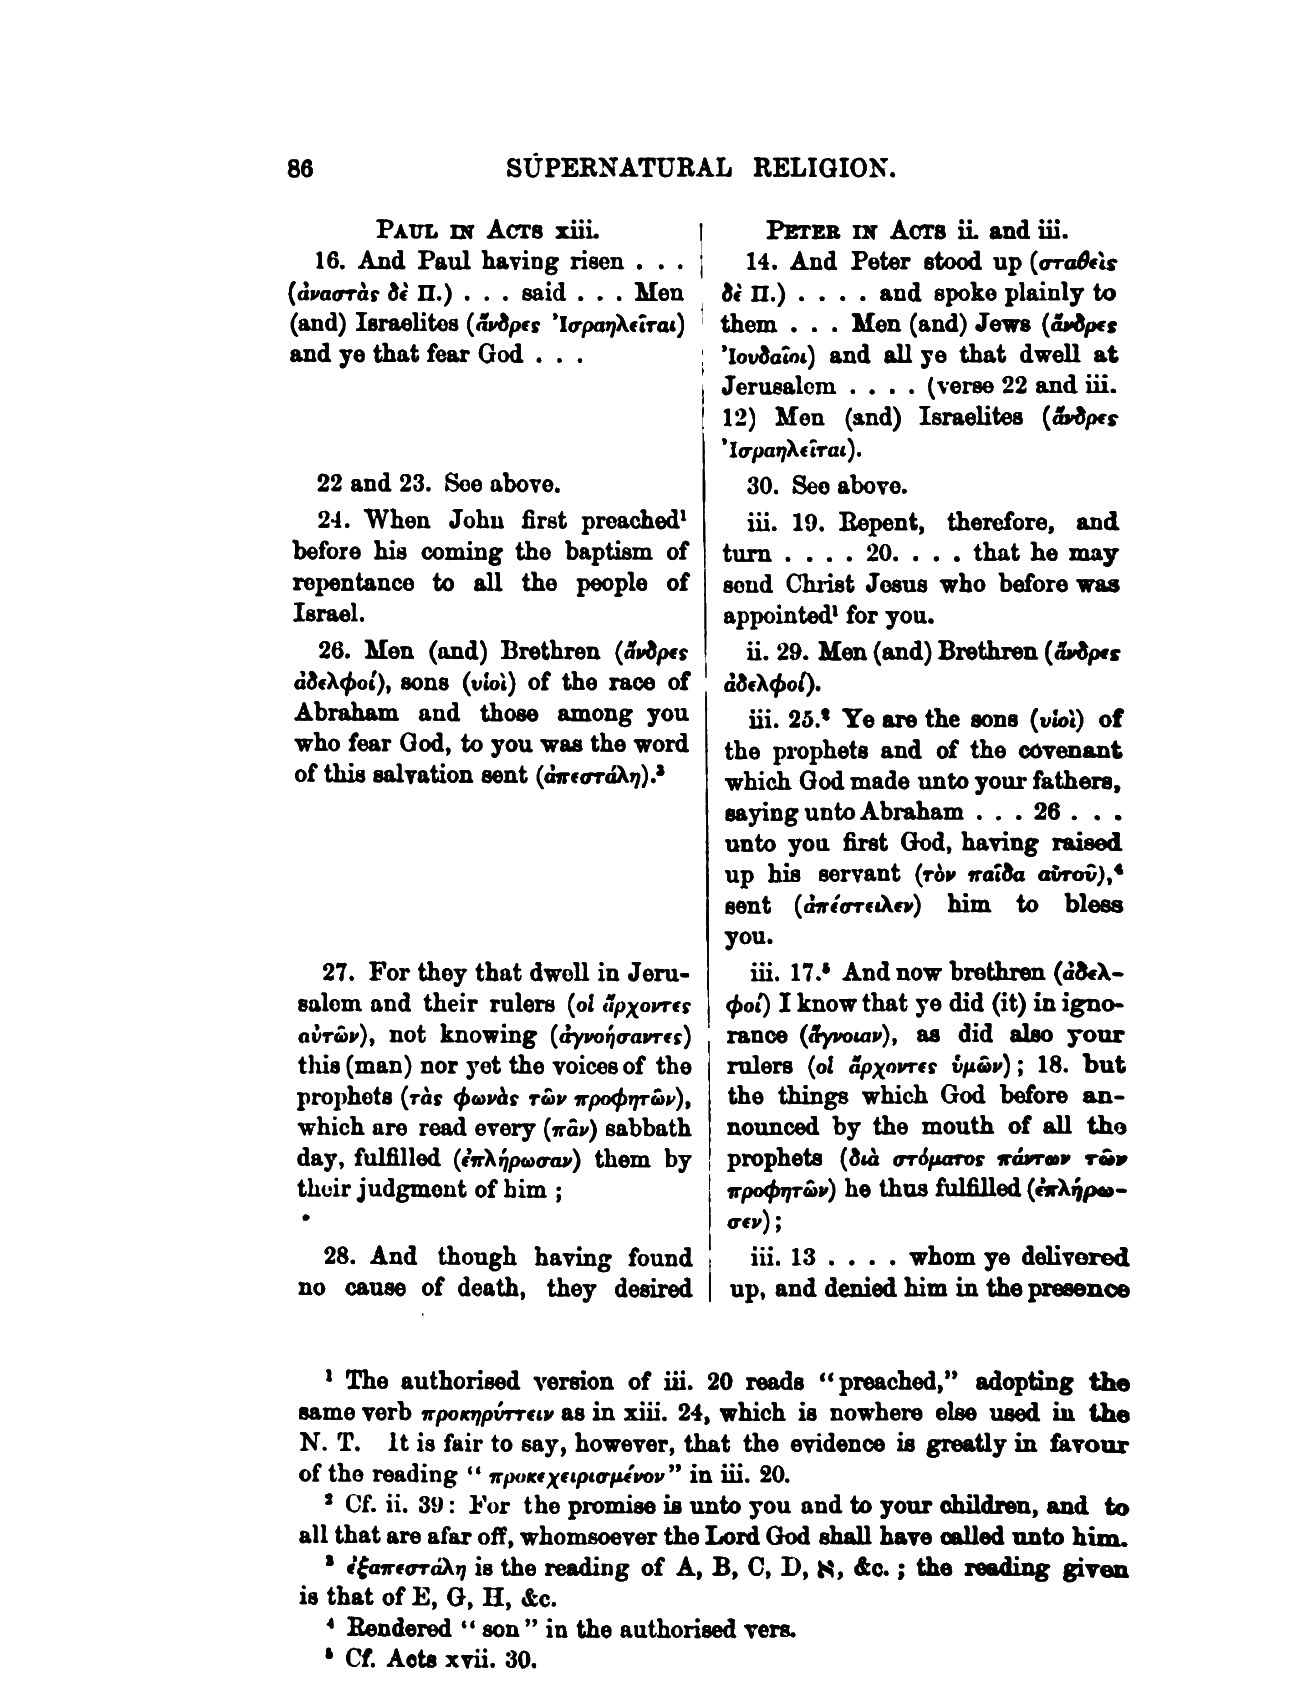 86 SUPERNATURAL RELIGION.
PAUL IN ACTS xiii.
16. And Paul having risen . . .
(ἀναστὰς δὲ Π.) . . . said . . . Men
(and) Israelites (ἄνδρες Ἰσραηλεῖται)
and ye that fear God . . .
22 and 23. See above.
24. When John first preached¹
before his coming the baptism of
repentance to all the people of
Israel.
26. Men (and) Brethren (ἄνδρες
ἀδελφοί), sons (υἱοὶ) of the race of
Abraham and those among you
who fear God, to you was the word
of this salvation sent (ἀπεστάλη).³
27. For they that dwell in Jeru-
salem and their rulers (οἱ ἄρχοντες
αὐτῶν), not knowing (ἀγνοήσαντες)
this (man) nor yet the voices of the
prophets (τὰς φωνὰς τῶν προφητῶν),
which are read every (πᾶν) sabbath
day, fulfilled (ἐπλήρωσαν) them by
their judgment of him ;
28. And though having found
no cause of death, they desired
PETER IN ACTS ii. and iii.
14. And Peter stood up (σταθεὶς
δὲ Π.) . . . . and spoke plainly to
them . . . Men (and) Jews (ἄνδρες
Ἰουδαῖοι) and all ye that dwell at
Jerusalem . . . . (verse 22 and iii.
12) Men (and) Israelites (ἄνδρες
Ἰσραηλεῖται).
30. See above.
iii. 19. Repent, therefore, and
turn . . . . 20. . . . that he may
send Christ Jesus who before was
appointed¹ for you.
ii. 29. Men (and) Brethren (ἄνδρες
ἀδελφοί).
iii. 25.² Ye are the sons (υἱοὶ) of
the prophets and of the covenant
which God made unto your fathers,
saying unto Abraham . . . 26 . . .
unto you first God, having raised
up his servant (τὸν παῖδα αὐτοῦ),⁴
sent (ἀπέστειλεν) him to bless
you.
iii. 17.⁵ And now brethren (ἀδελ-
φοί) I know that ye did (it) in igno-
rance (ἄγνοιαν), as did also your
rulers (οἱ ἄρχοντες ὑμῶν) ; 18. but
the things which God before an-
nounced by the mouth of all the
prophets (διὰ στόματος πάντων τῶν
προφητῶν) he thus fulfilled (ἐπλήρω-
σεν) ;
iii. 13 . . . . whom ye delivered
up, and denied him in the presence
¹ The authorised version of iii. 20 reads “preached,” adopting the
same verb προκηρύττειν as in xiii. 24, which is nowhere else used in the
N. T. It is fair to say, however, that the evidence is greatly in favour
of the reading “ προκεχειρισμένον ” in iii. 20.
² Cf. ii. 39 : For the promise is unto you and to your children, and to
all that are afar off, whomsoever the Lord God shall have called unto him.
³ ἐξαπεστάλη is the reading of A, B, C, D, א, &c. ; the reading given
is that of E, G, H, &c.
⁴ Rendered “ son ” in the authorised vers.
⁵ Cf. Acts xvii. 30.